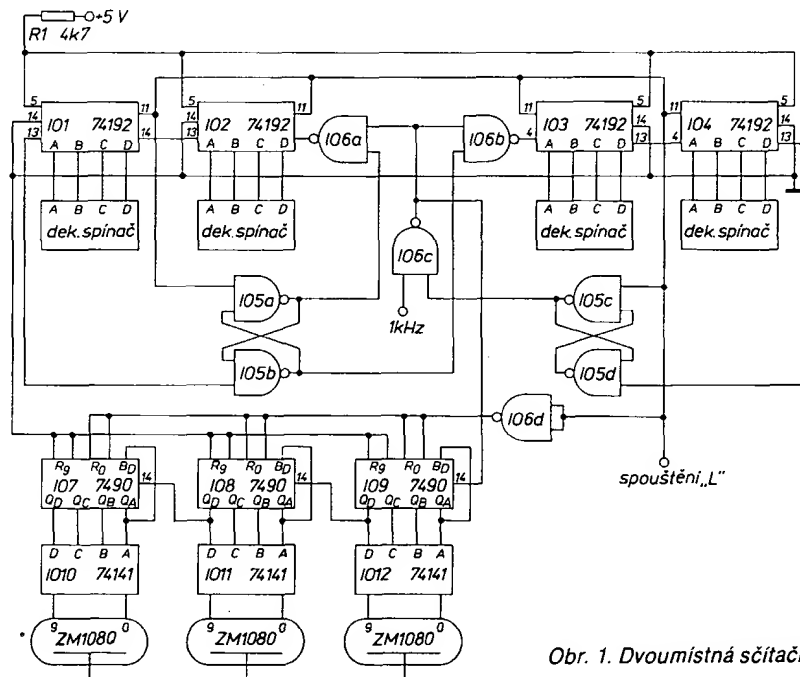 +5 V
R1 4k7
5 14 13 IO1 74192 11 14
A B C D
dek. spínač
5 14 13 IO2 74192 11
A B C D
dek. spínač
IO6a
IO6b
11 4 IO3 74192 5 14 13
A B C D
dek. spínač
11 4 IO4 74192 5 14 13
A B C D
dek. spínač
IO6c
1kHz
IO5a
IO5b
IO5c
IO5d
IO6d
spouštění „L"
R9 R0 BD
IO7 7490 14
QD QC QB QA
R9 R0 BD
IO8 7490 14
QD QC QB QA
R9 R0 BD
IO9 7490 14
QD QC QB QA
D C B A
IO10 74141
D C B A
IO11 74141
D C B A
IO12 74141
9 0
ZM1080
9 0
ZM1080
9 0
ZM1080
Obr. 1. Dvoumístná sčítač